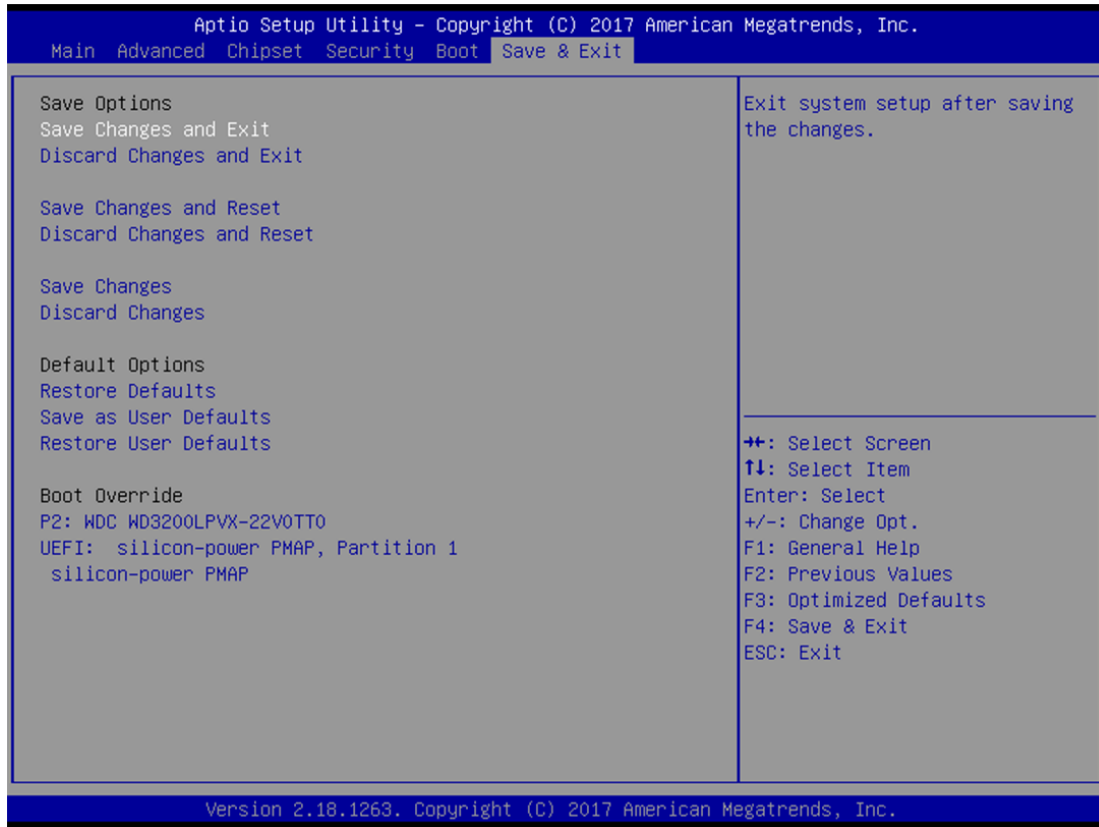 Aptio Setup Utility – Copyright (C) 2017 American Megatrends, Inc.
Main Advanced Chipset Security Boot Save & Exit
Save Options
Save Changes and Exit
Discard Changes and Exit
Save Changes and Reset
Discard Changes and Reset
Save Changes
Discard Changes
Default Options
Restore Defaults
Save as User Defaults
Restore User Defaults
Boot Override
P2: WDC WD3200LPVX-22V0TT0
UEFI: silicon-power PMAP, Partition 1
silicon-power PMAP
Exit system setup after saving
the changes.
→←: Select Screen
↑↓: Select Item
Enter: Select
+/-: Change Opt.
F1: General Help
F2: Previous Values
F3: Optimized Defaults
F4: Save & Exit
ESC: Exit
Version 2.18.1263. Copyright (C) 2017 American Megatrends, Inc.